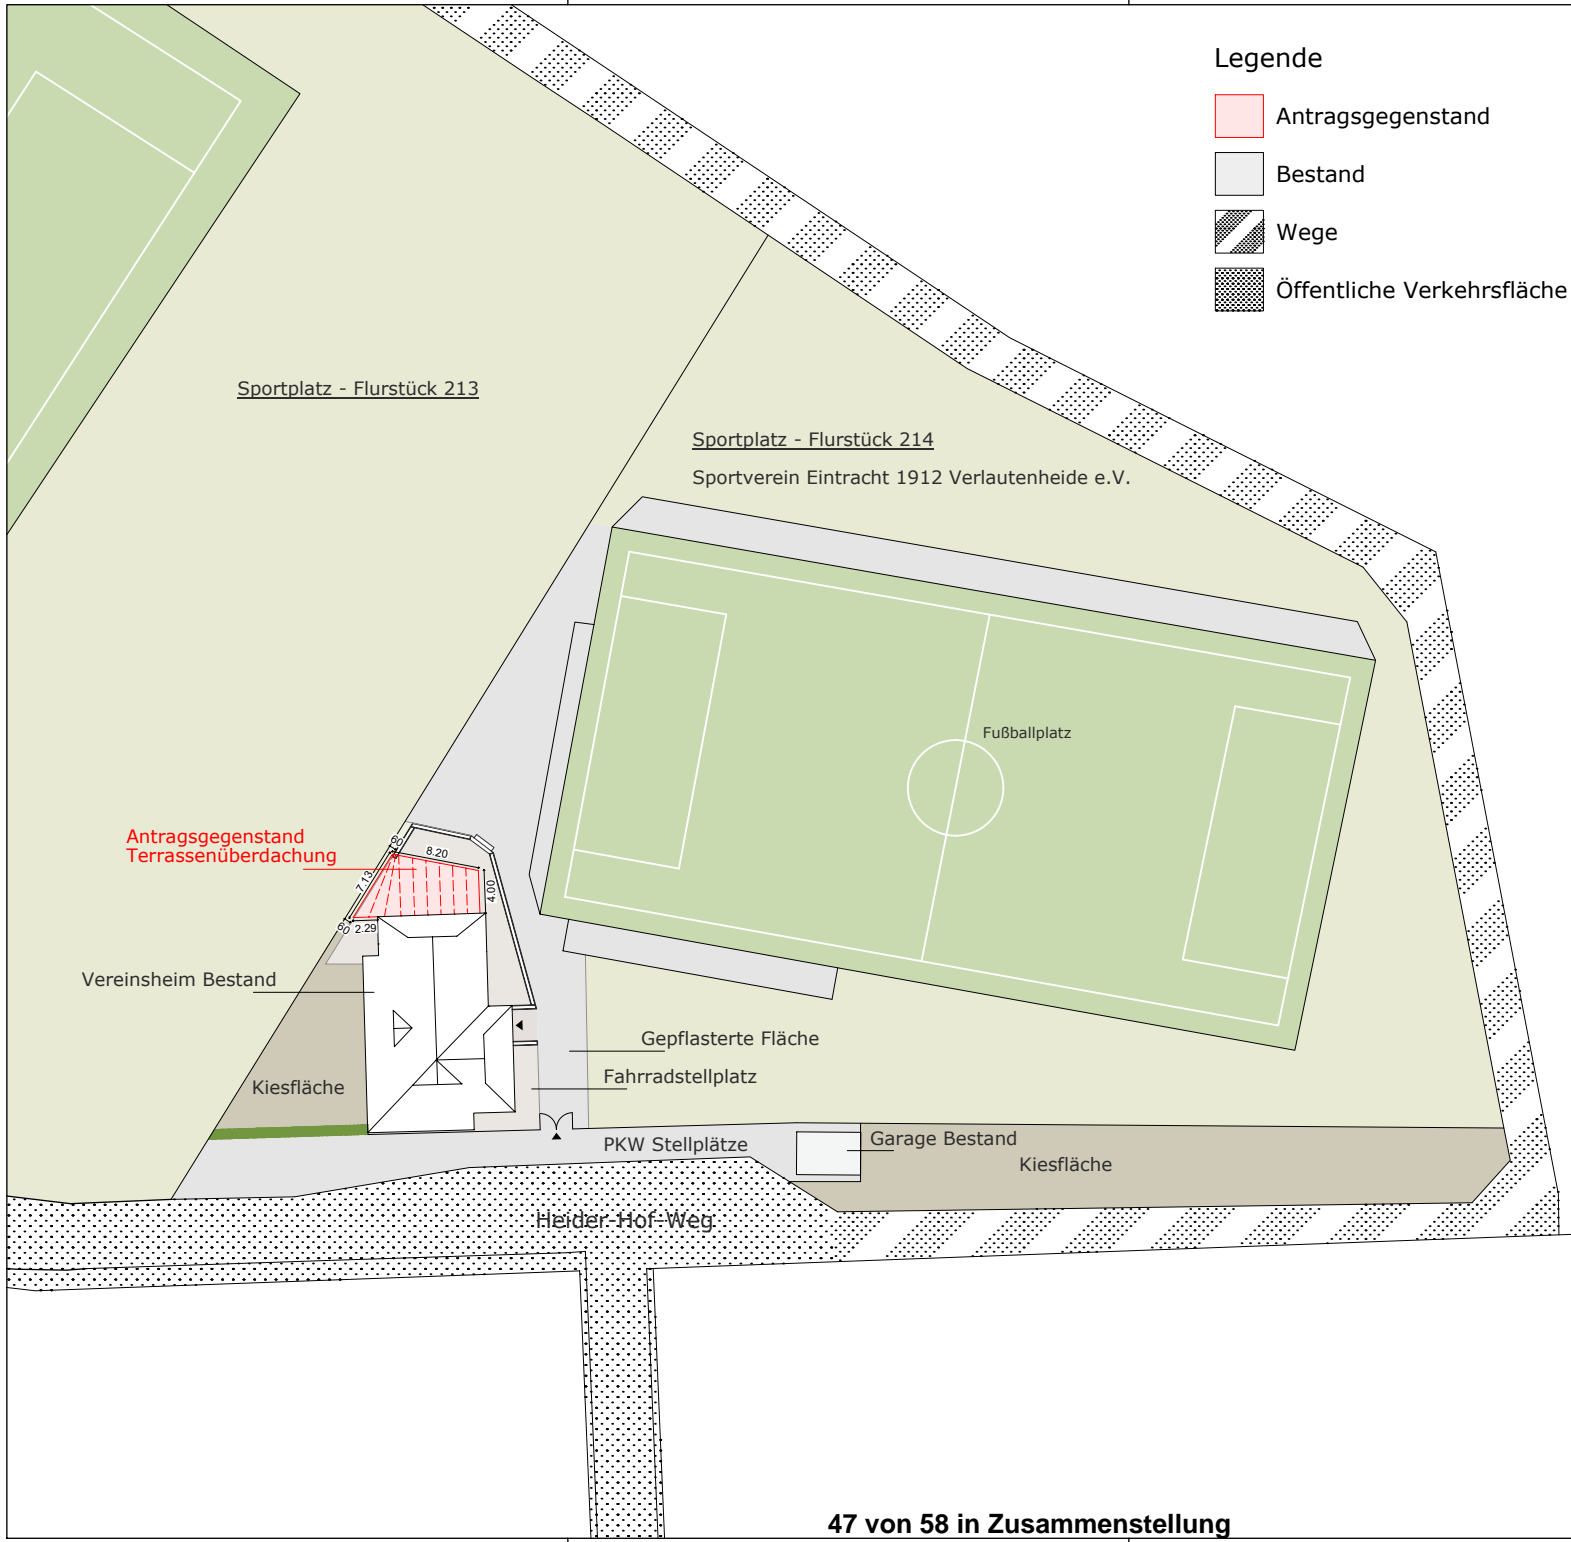 Legende
Antragsgegenstand
Bestand
Wege
Öffentliche Verkehrsfläche
Sportplatz - Flurstück 213
Sportplatz - Flurstück 214
Sportverein Eintracht 1912 Verlautenheide e.V.
Fußballplatz
Antragsgegenstand
Terrassenüberdachung
60
8.20
7.13
4.00
60
2.29
Vereinsheim Bestand
Gepflasterte Fläche
Fahrradstellplatz
Kiesfläche
PKW Stellplätze
Garage Bestand
Kiesfläche
Heider-Hof-Weg
47 von 58 in Zusammenstellung